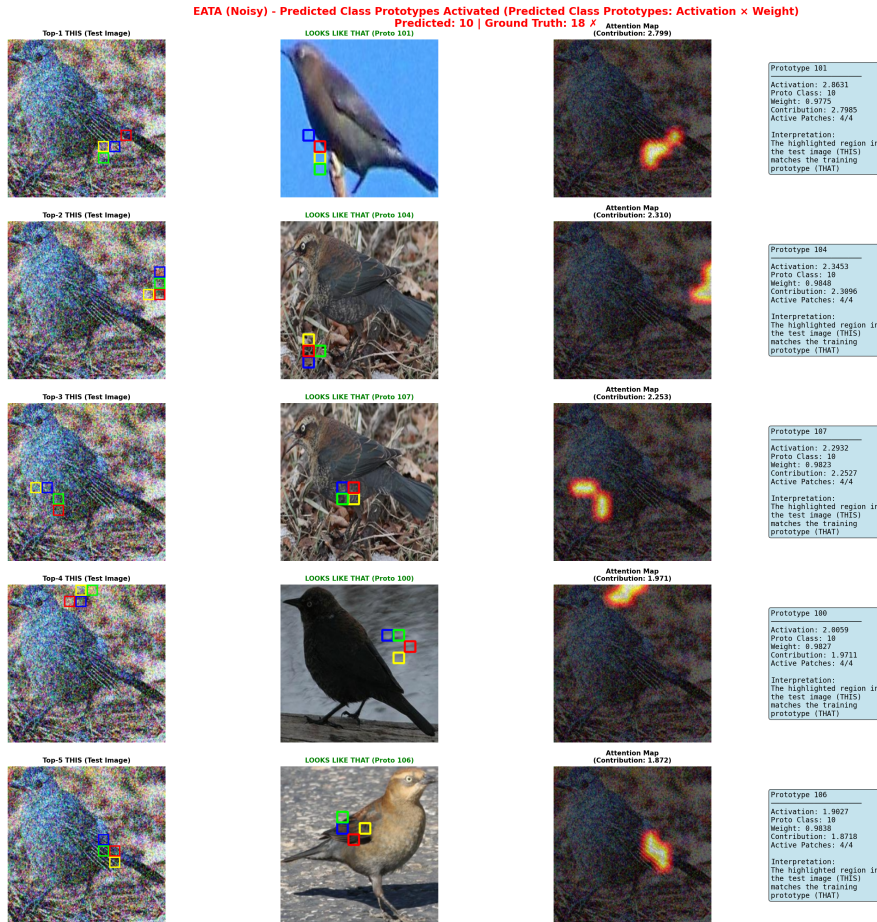 EATA (Noisy) - Predicted Class Prototypes Activated (Predicted Class Prototypes: Activation × Weight)
Predicted: 10 | Ground Truth: 18 ✗
Top-1 THIS (Test Image)
LOOKS LIKE THAT (Proto 101)
Attention Map
(Contribution: 2.799)
Prototype 101
Activation: 2.8631
Proto Class: 10
Weight: 0.9775
Contribution: 2.7985
Active Patches: 4/4
Interpretation:
The highlighted region in
the test image (THIS)
matches the training
prototype (THAT)
Top-2 THIS (Test Image)
LOOKS LIKE THAT (Proto 104)
Attention Map
(Contribution: 2.310)
Prototype 104
Activation: 2.3453
Proto Class: 10
Weight: 0.9848
Contribution: 2.3096
Active Patches: 4/4
Interpretation:
The highlighted region in
the test image (THIS)
matches the training
prototype (THAT)
Top-3 THIS (Test Image)
LOOKS LIKE THAT (Proto 107)
Attention Map
(Contribution: 2.253)
Prototype 107
Activation: 2.2932
Proto Class: 10
Weight: 0.9823
Contribution: 2.2527
Active Patches: 4/4
Interpretation:
The highlighted region in
the test image (THIS)
matches the training
prototype (THAT)
Top-4 THIS (Test Image)
LOOKS LIKE THAT (Proto 100)
Attention Map
(Contribution: 1.971)
Prototype 100
Activation: 2.0059
Proto Class: 10
Weight: 0.9827
Contribution: 1.9711
Active Patches: 4/4
Interpretation:
The highlighted region in
the test image (THIS)
matches the training
prototype (THAT)
Top-5 THIS (Test Image)
LOOKS LIKE THAT (Proto 106)
Attention Map
(Contribution: 1.872)
Prototype 106
Activation: 1.9027
Proto Class: 10
Weight: 0.9838
Contribution: 1.8718
Active Patches: 4/4
Interpretation:
The highlighted region in
the test image (THIS)
matches the training
prototype (THAT)